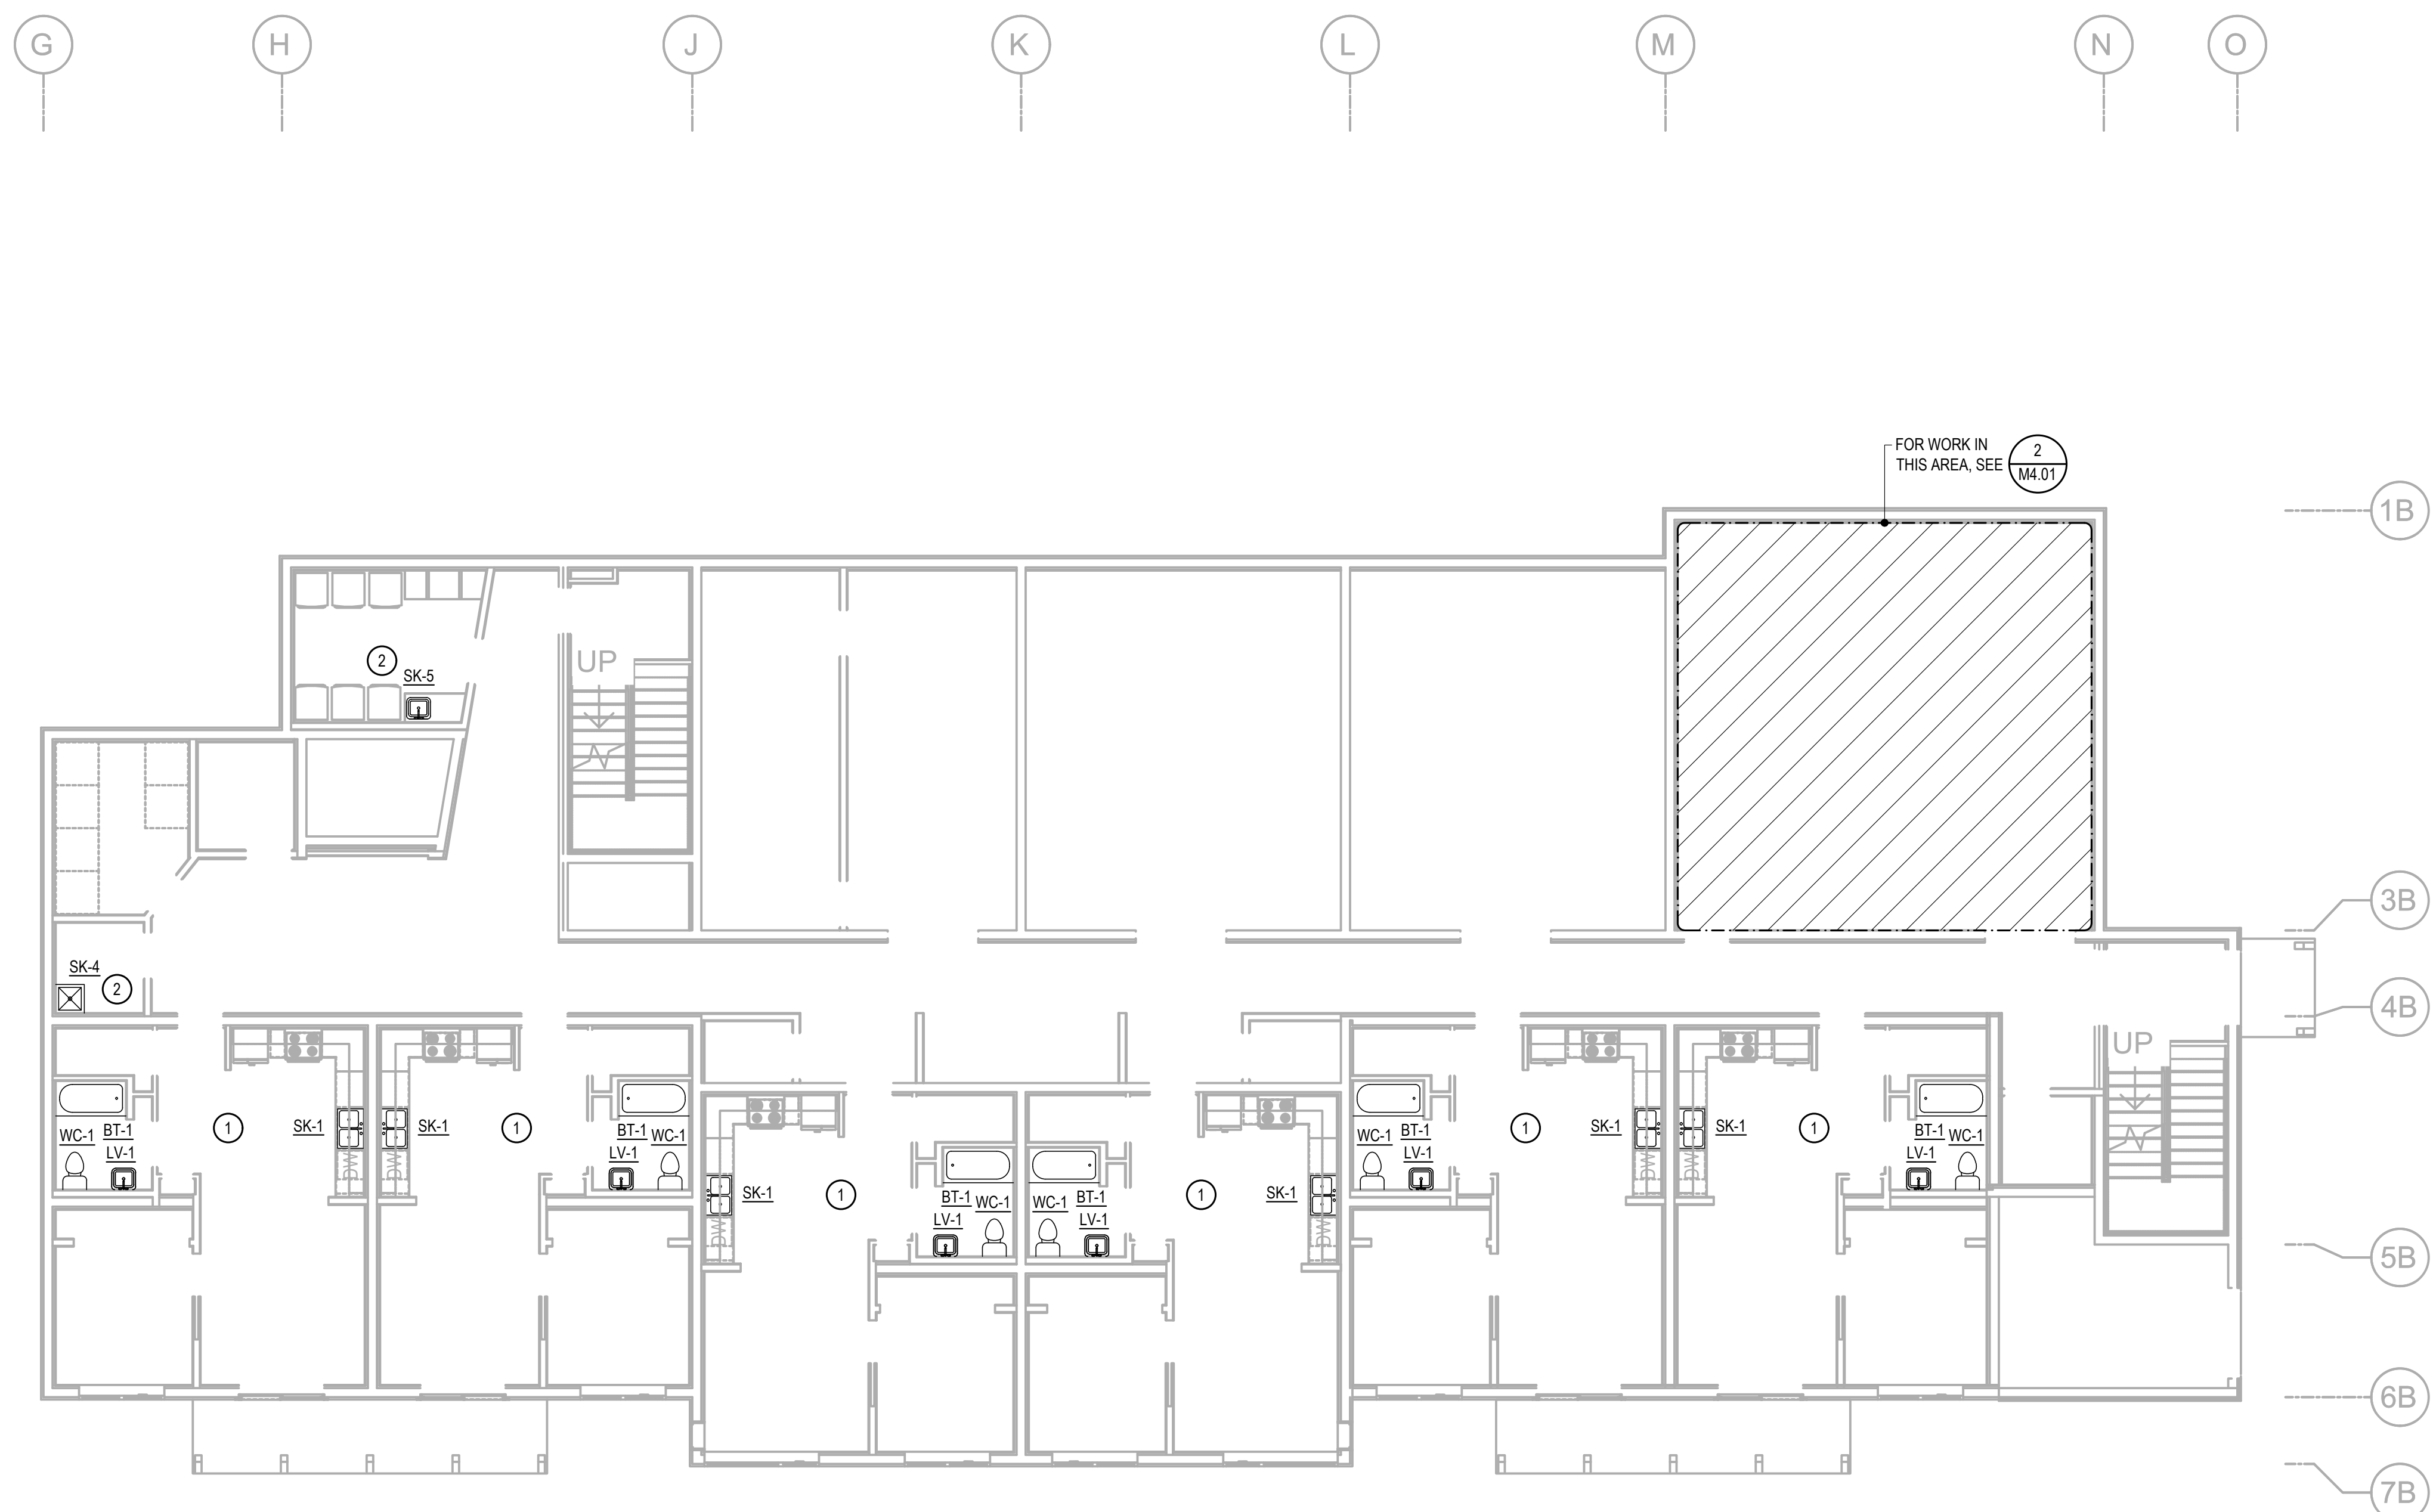 G
H
J
K
L
M
N
O
FOR WORK IN
THIS AREA, SEE
2
M4.01
1B
2
SK-5
UP
3B
SK-4
2
4B
UP
1
SK-1
SK-1
1
WC-1
BT-1
LV-1
BT-1
WC-1
LV-1
SK-1
1
BT-1
WC-1
LV-1
WC-1
BT-1
LV-1
1
SK-1
WC-1
BT-1
LV-1
1
SK-1
SK-1
1
BT-1
WC-1
LV-1
DW
DW
DW
DW
DW
DW
5B
6B
7B